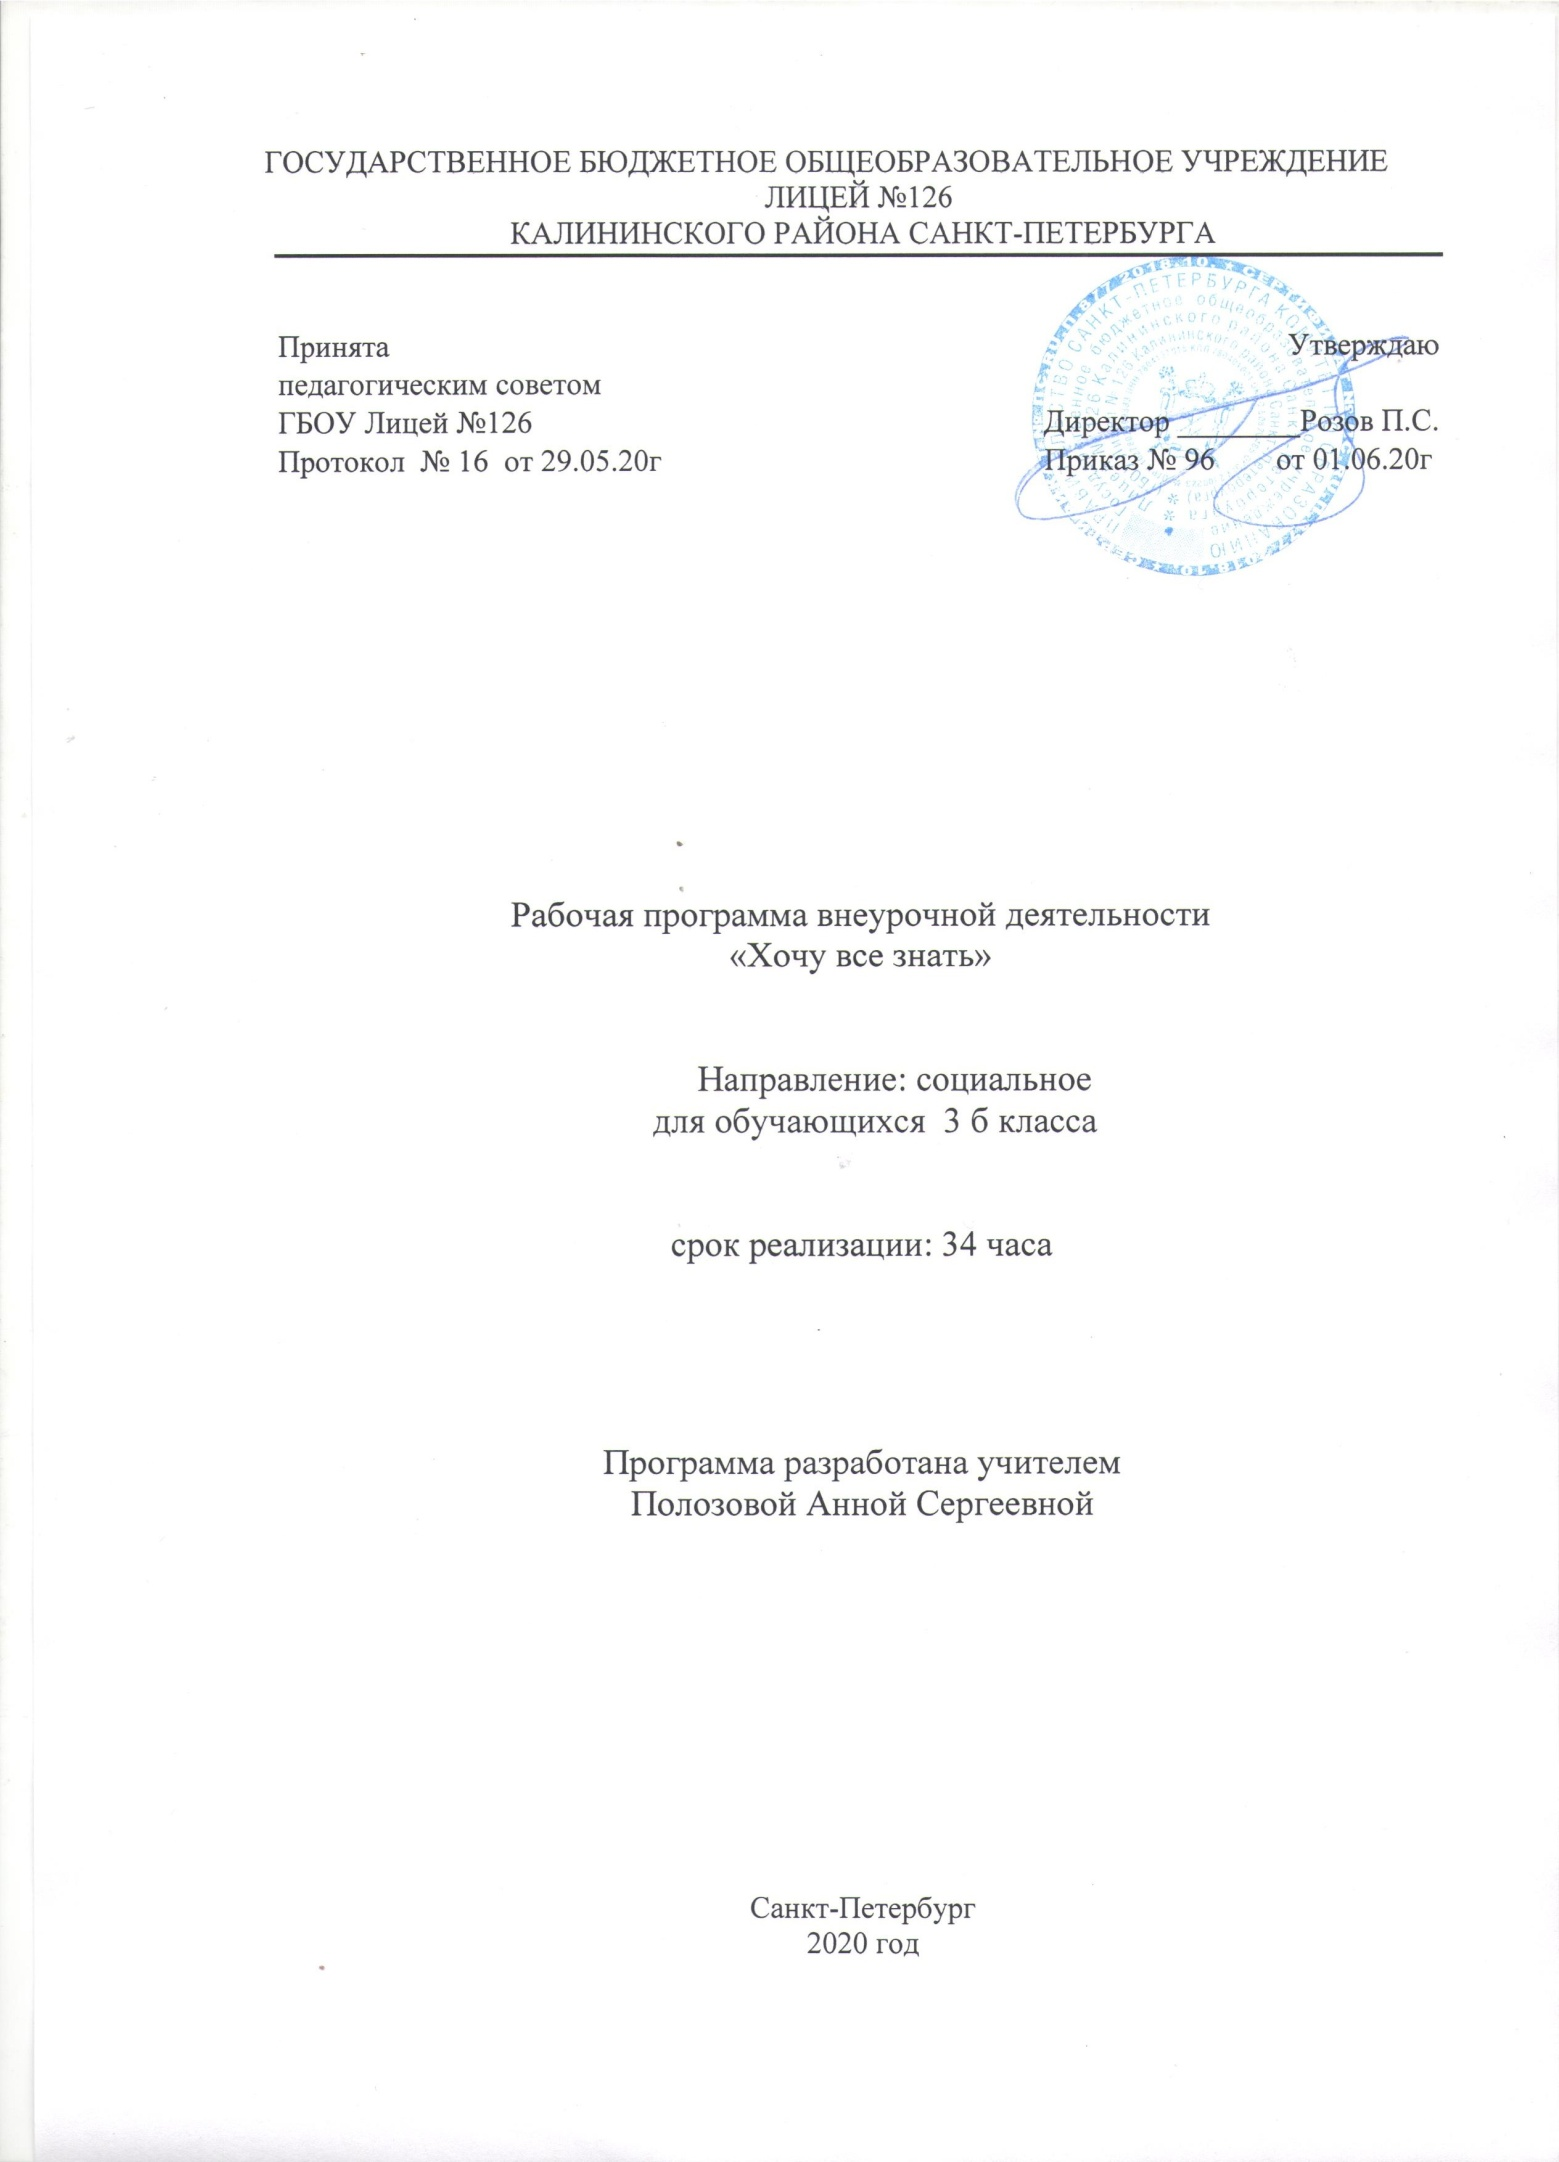 ГОСУДАРСТВЕННОЕ БЮДЖЕТНОЕ ОБЩЕОБРАЗОВАТЕЛЬНОЕ УЧРЕЖДЕНИЕ
ЛИЦЕЙ №126
КАЛИНИНСКОГО РАЙОНА САНКТ-ПЕТЕРБУРГА
Принята
педагогическим советом
ГБОУ Лицей №126
Протокол № 16 от 29.05.20г
Утверждаю
Директор ________Розов П.С.
Приказ № 96 от 01.06.20г
Рабочая программа внеурочной деятельности
«Хочу все знать»
Направление: социальное
для обучающихся 3 б класса
срок реализации: 34 часа
Программа разработана учителем
Полозовой Анной Сергеевной
Санкт-Петербург
2020 год